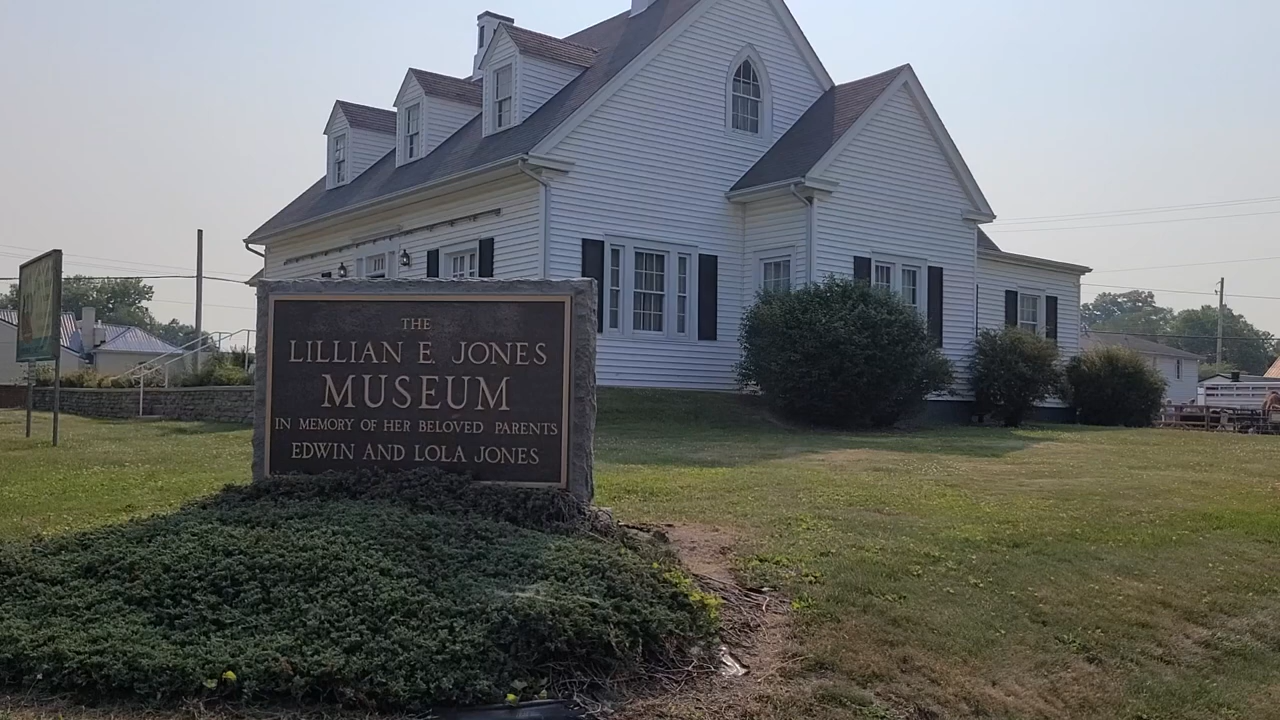 THE
LILLIAN E. JONES
MUSEUM
IN MEMORY OF HER BELOVED PARENTS
EDWIN AND LOLA JONES